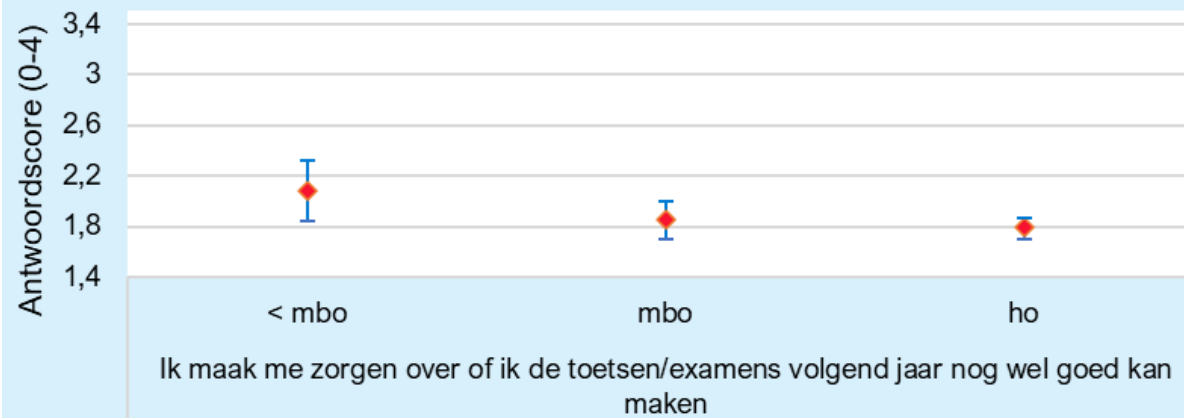 Antwoordscore (0-4)
3,4
3
2,6
2,2
1,8
1,4
< mbo
mbo
ho
Ik maak me zorgen over of ik de toetsen/examens volgend jaar nog wel goed kan
maken